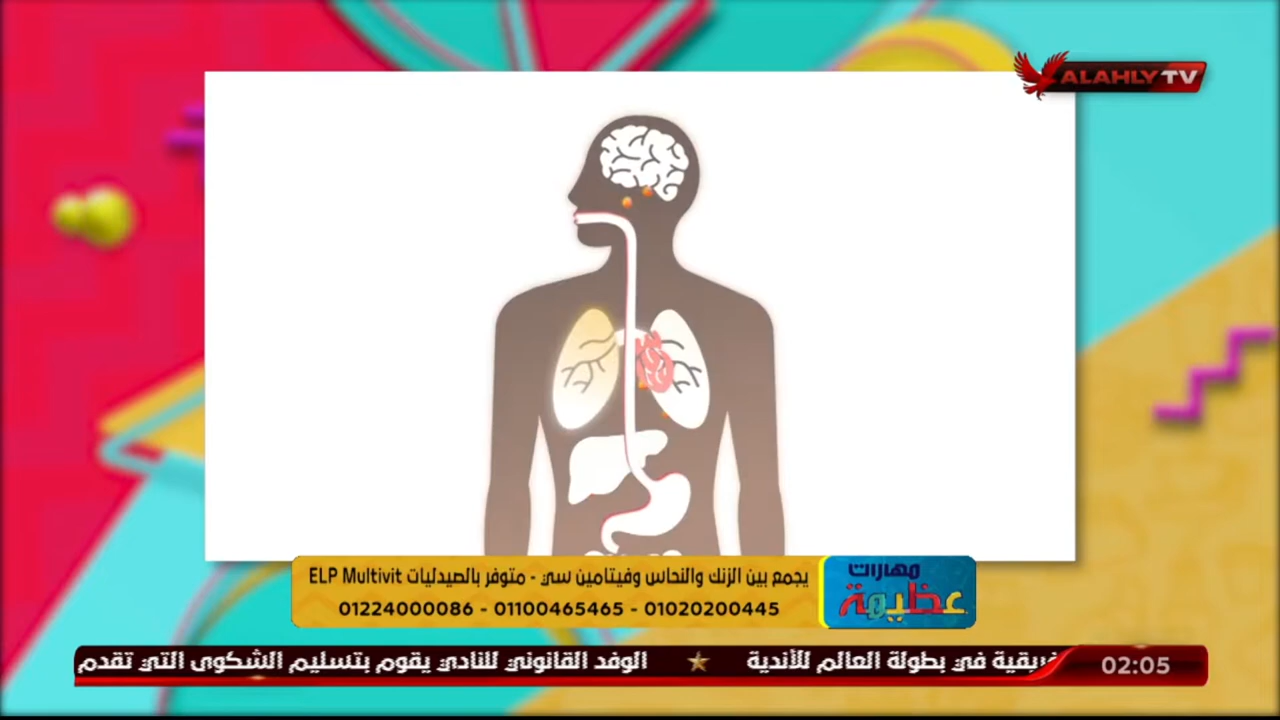 ALAHLY TV
يجمع بين الزنك والنحاس وفيتامين سي - متوفر بالصيدليات ELP Multivit
01224000086 - 01100465465 - 01020200445
مهارات
عظيمة
في بطولة العالم للأندية ★ الوفد القانوني للنادي يقوم بتسليم الشكوى التي تقدم
02:05